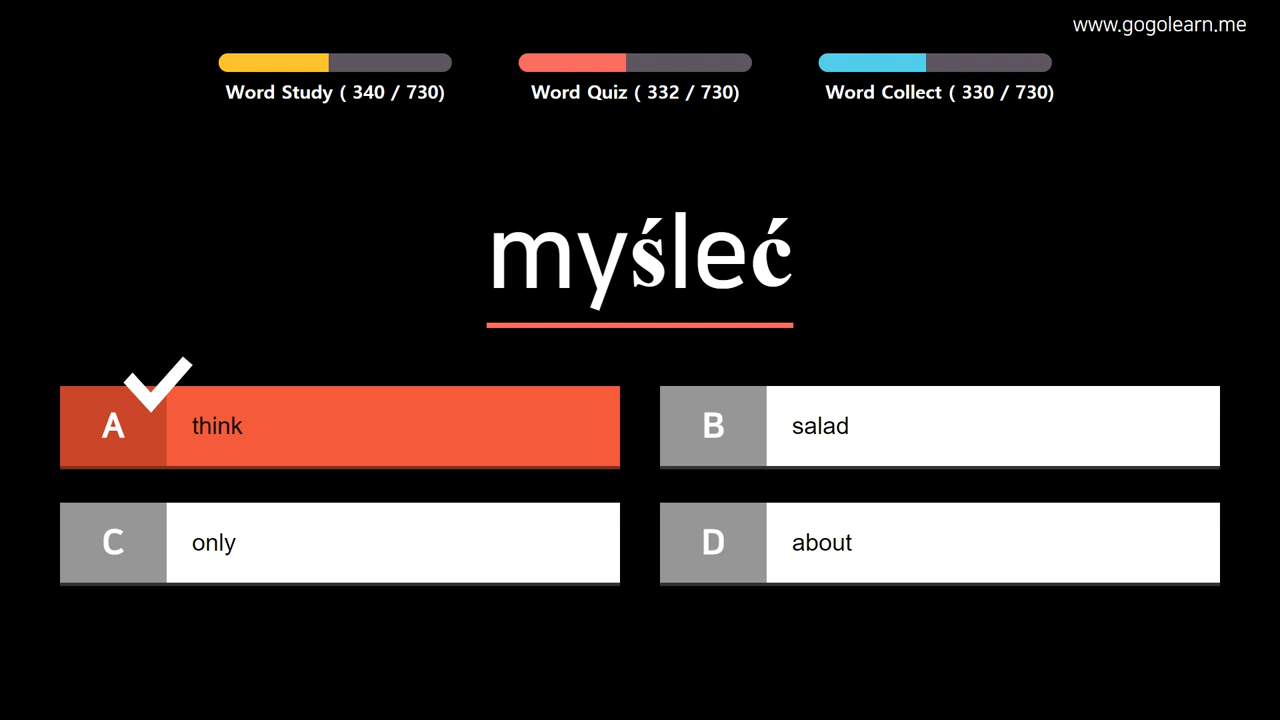 www.gogolearn.me
Word Study ( 340 / 730)
Word Quiz ( 332 / 730)
Word Collect ( 330 / 730)
myśleć
A think
B salad
C only
D about